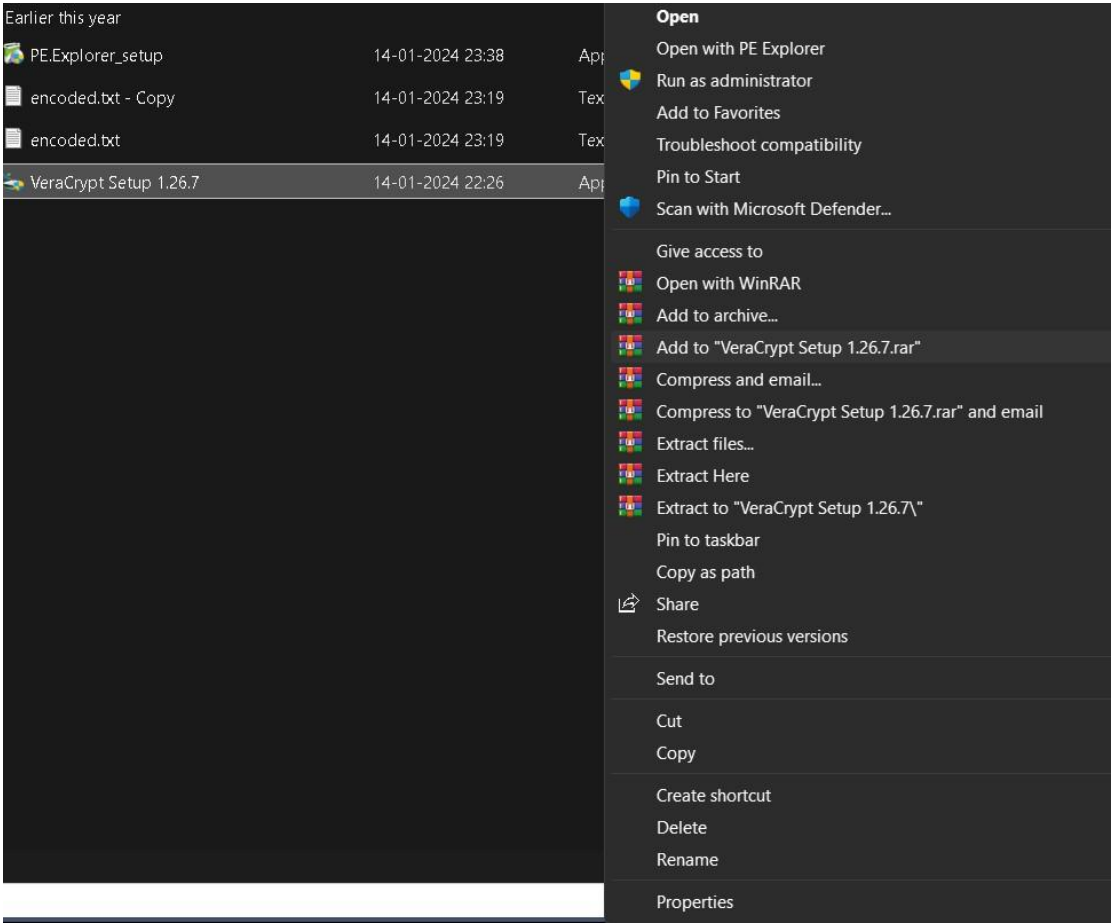 Earlier this year
PE.Explorer_setup 14-01-2024 23:38
encoded.txt - Copy 14-01-2024 23:19
encoded.txt 14-01-2024 23:19
VeraCrypt Setup 1.26.7 14-01-2024 22:26
Open
Open with PE Explorer
Run as administrator
Add to Favorites
Troubleshoot compatibility
Pin to Start
Scan with Microsoft Defender...
Give access to
Open with WinRAR
Add to archive...
Add to "VeraCrypt Setup 1.26.7.rar"
Compress and email...
Compress to "VeraCrypt Setup 1.26.7.rar" and email
Extract files...
Extract Here
Extract to "VeraCrypt Setup 1.26.7\"
Pin to taskbar
Copy as path
Share
Restore previous versions
Send to
Cut
Copy
Create shortcut
Delete
Rename
Properties